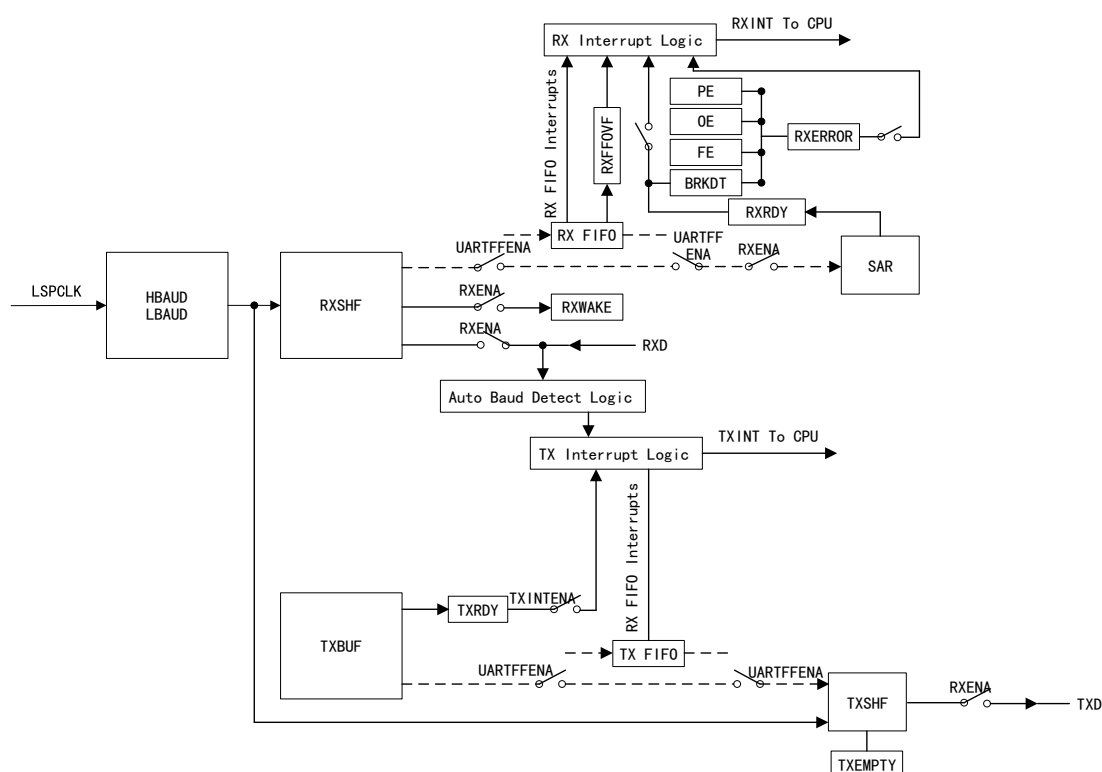 RXINT To CPU
RX Interrupt Logic
RX FIFO Interrupts
RXFFOVF
PE
OE
FE
BRKDT
RXERROR
RXRDY
RX FIFO
UARTFFENA
UARTFF
ENA
RXENA
SAR
LSPCLK
HBAUD
LBAUD
RXSHF
RXENA
RXWAKE
RXENA
RXD
Auto Baud Detect Logic
TXINT To CPU
TX Interrupt Logic
RX FIFO Interrupts
TXBUF
TXRDY
TXINTENA
TX FIFO
UARTFFENA
UARTFFENA
TXSHF
RXENA
TXD
TXEMPTY